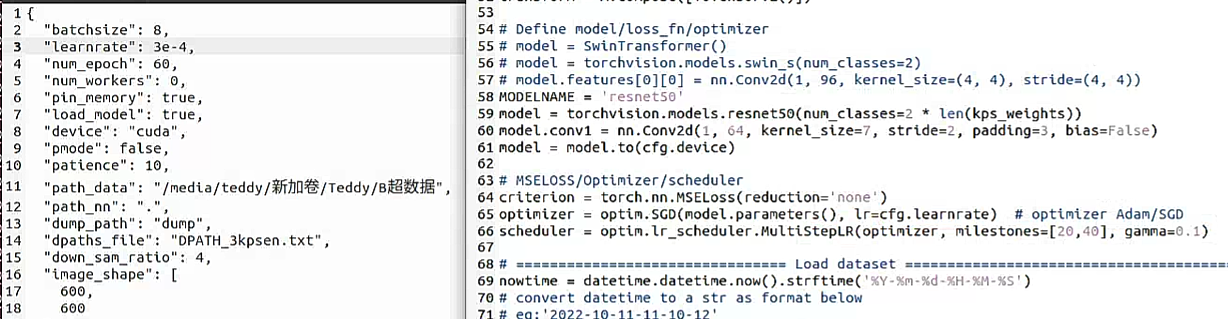 1 {
2 "batchsize": 8,
3 "learnrate": 3e-4,
4 "num_epoch": 60,
5 "num_workers": 0,
6 "pin_memory": true,
7 "load_model": true,
8 "device": "cuda",
9 "pmode": false,
10 "patience": 10,
11 "path_data": "/media/teddy/新加卷/Teddy/B超数据",
12 "path_nn": ".",
13 "dump_path": "dump",
14 "dpaths_file": "DPATH_3kpsen.txt",
15 "down_sam_ratio": 4,
16 "image_shape": [
17 600,
18 600
53
54 # Define model/loss_fn/optimizer
55 # model = SwinTransformer()
56 # model = torchvision.models.swin_s(num_classes=2)
57 # model.features[0][0] = nn.Conv2d(1, 96, kernel_size=(4, 4), stride=(4, 4))
58 MODELNAME = 'resnet50'
59 model = torchvision.models.resnet50(num_classes=2 * len(kps_weights))
60 model.conv1 = nn.Conv2d(1, 64, kernel_size=7, stride=2, padding=3, bias=False)
61 model = model.to(cfg.device)
62
63 # MSELOSS/Optimizer/scheduler
64 criterion = torch.nn.MSELoss(reduction='none')
65 optimizer = optim.SGD(model.parameters(), lr=cfg.learnrate) # optimizer Adam/SGD
66 scheduler = optim.lr_scheduler.MultiStepLR(optimizer, milestones=[20,40], gamma=0.1)
67
68 # ================================ Load dataset ====================================
69 nowtime = datetime.datetime.now().strftime('%Y-%m-%d-%H-%M-%S')
70 # convert datetime to a str as format below
71 # eg:'2022-10-11-11-10-12'